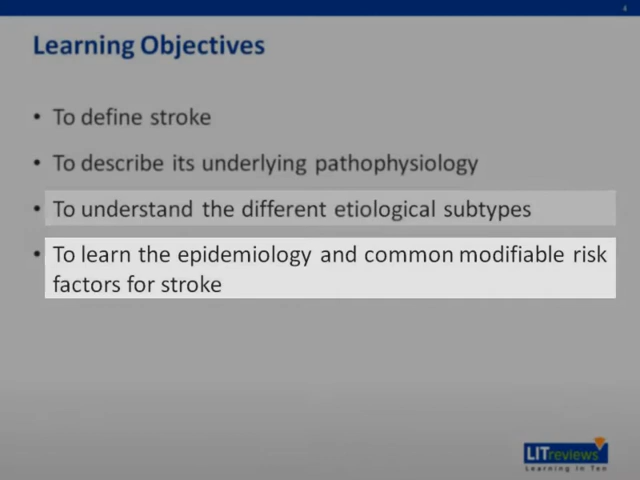 4
Learning Objectives
• To define stroke
• To describe its underlying pathophysiology
• To understand the different etiological subtypes
• To learn the epidemiology and common modifiable risk
factors for stroke
LITreviews
Learning in Ten